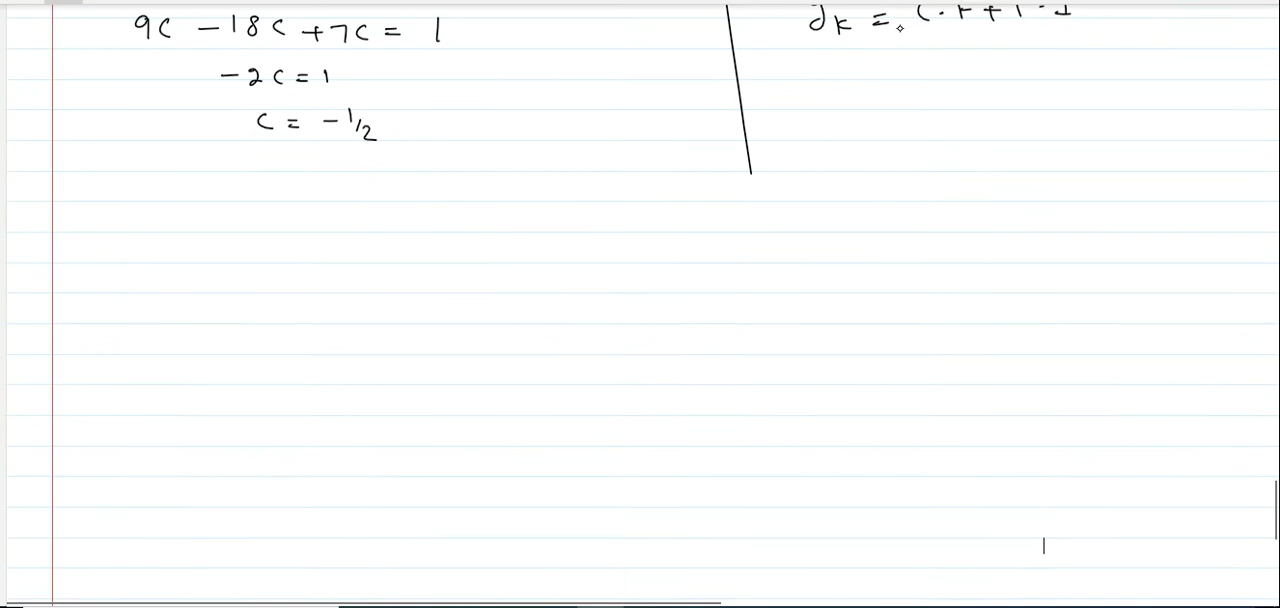 9c - 18c + 7c = 1
-2c = 1
c = -1/2